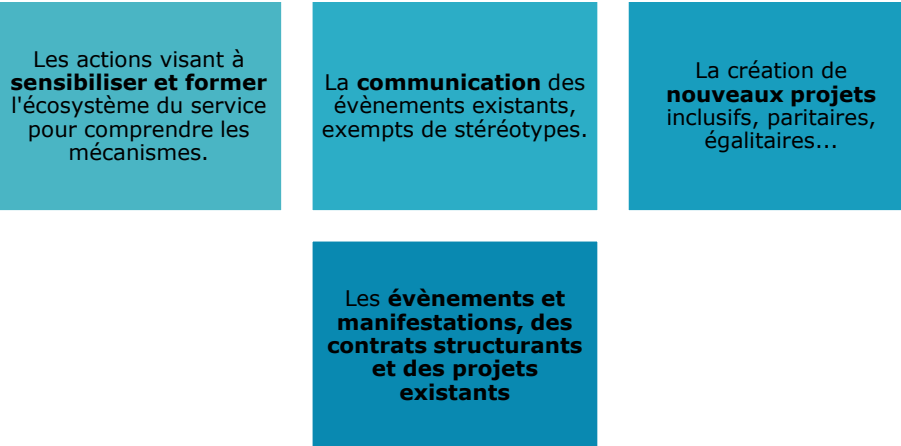 Les actions visant à
sensibiliser et former
l'écosystème du service
pour comprendre les
mécanismes.
La communication des
évènements existants,
exempts de stéréotypes.
La création de
nouveaux projets
inclusifs, paritaires,
égalitaires...
Les évènements et
manifestations, des
contrats structurants
et des projets
existants